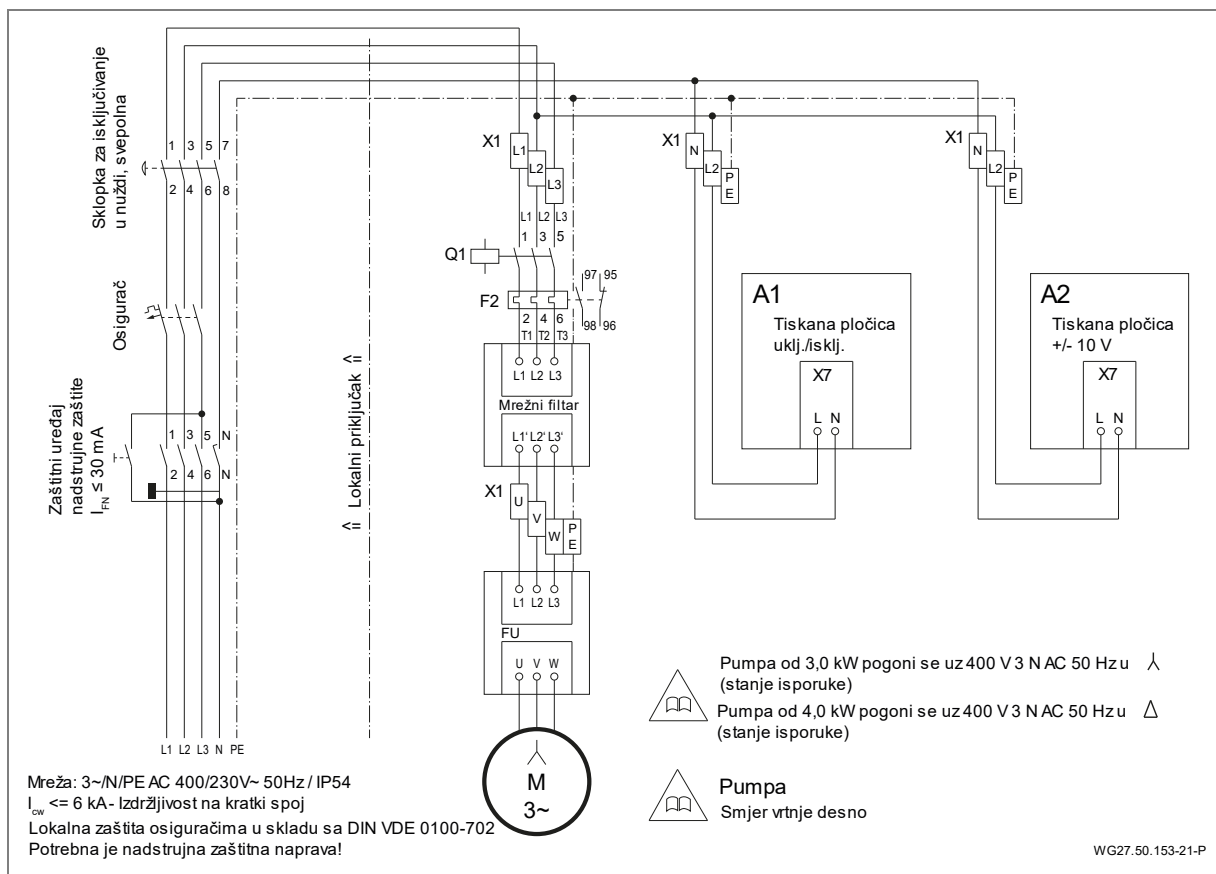 Sklopka za isključivanje
u nuždi, svepolna
1 3 5 7
2 4 6 8
Osigurač
Zaštitni uređaj
nadstrujne zaštite
I_FN ≤ 30 mA
1 3 5 N
2 4 6 N
L1 L2 L3 N PE
⇐ Lokalni priključak ⇐
X1
L1
L2
L3
L1 L2 L3
1 3 5
Q1
97 95
F2
98 96
2 4 6
T1 T2 T3
L1 L2 L3
Mrežni filtar
L1' L2' L3'
X1
U
V
W
PE
L1 L2 L3
FU
U V W
M
3~
X1
N
L2
PE
A1
Tiskana pločica
uklj./isklj.
X7
L N
X1
N
L2
PE
A2
Tiskana pločica
+/- 10 V
X7
L N
Pumpa od 3,0 kW pogoni se uz 400 V 3 N AC 50 Hz u
(stanje isporuke)
Pumpa od 4,0 kW pogoni se uz 400 V 3 N AC 50 Hz u Δ
(stanje isporuke)
Pumpa
Smjer vrtnje desno
Mreža: 3~/N/PE AC 400/230V~ 50Hz / IP54
I_cw <= 6 kA - Izdržljivost na kratki spoj
Lokalna zaštita osiguračima u skladu sa DIN VDE 0100-702
Potrebna je nadstrujna zaštitna naprava!
WG27.50.153-21-P